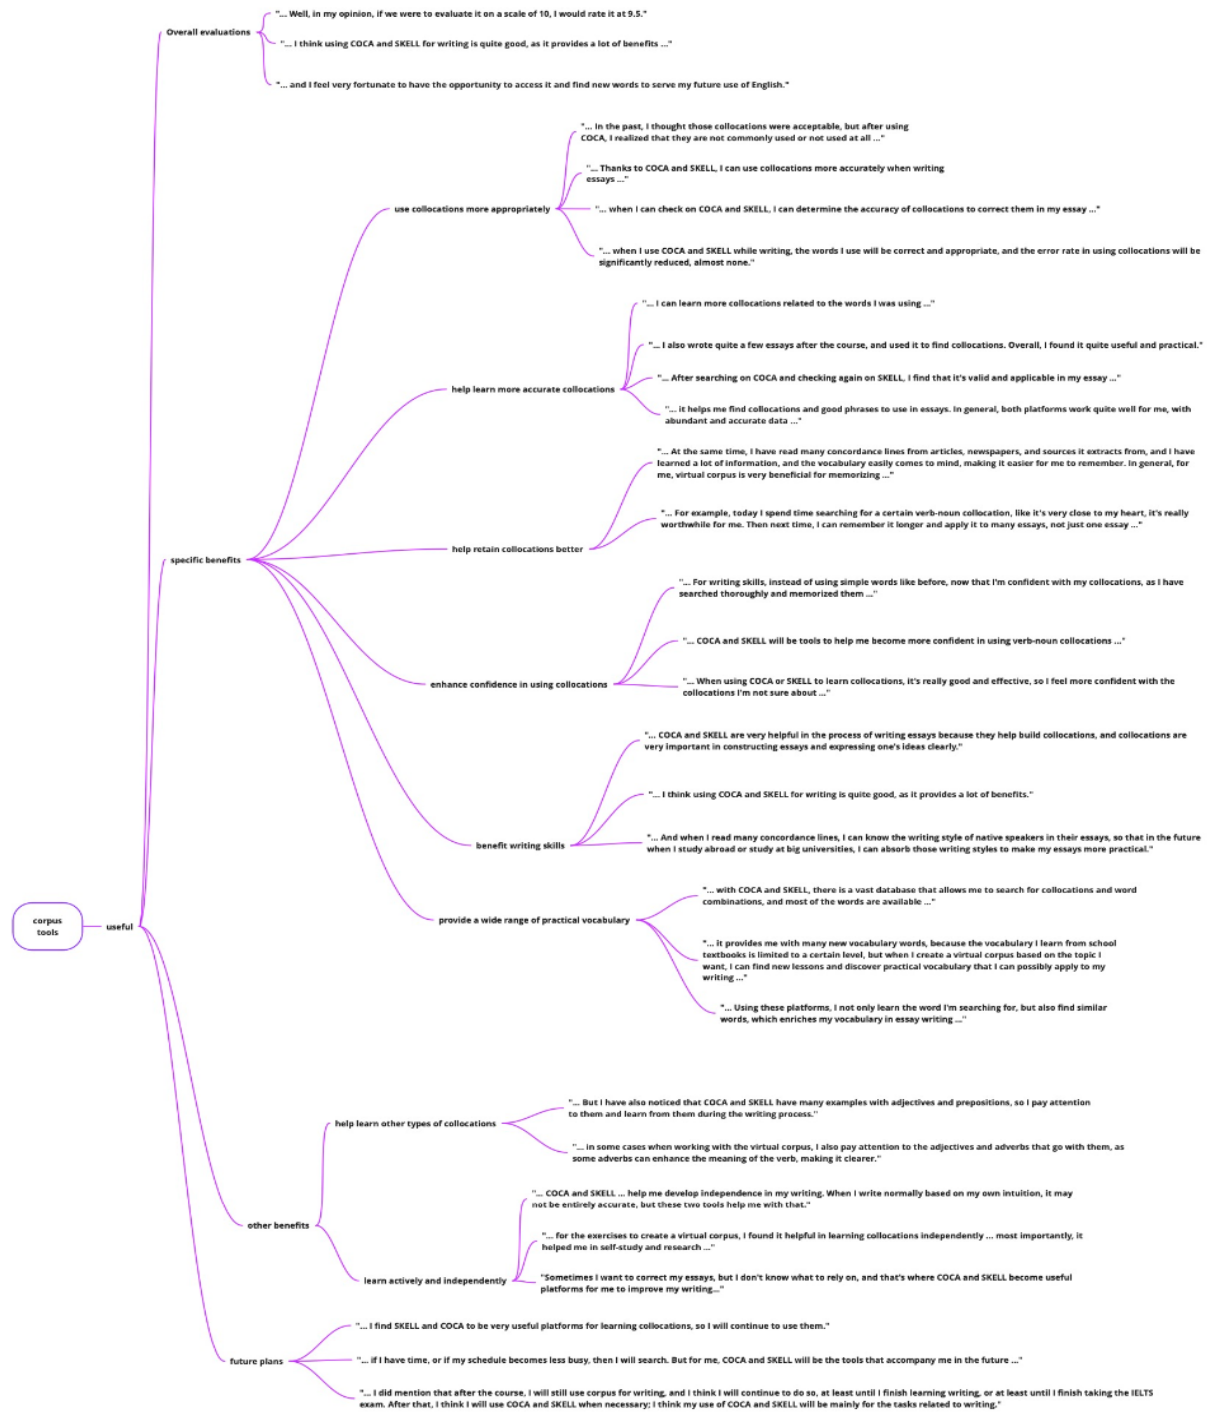 Overall evaluations
"... Well, in my opinion, if we were to evaluate it on a scale of 10, I would rate it at 9.5."
"... I think using COCA and SKELL for writing is quite good, as it provides a lot of benefits ..."
"... and I feel very fortunate to have the opportunity to access it and find new words to serve my future use of English."
"... In the past, I thought those collocations were acceptable, but after using
COCA, I realized that they are not commonly used or not used at all ..."
"... Thanks to COCA and SKELL, I can use collocations more accurately when writing
essays ..."
use collocations more appropriately
"... when I can check on COCA and SKELL, I can determine the accuracy of collocations to correct them in my essay ..."
"... when I use COCA and SKELL while writing, the words I use will be correct and appropriate, and the error rate in using collocations will be
significantly reduced, almost none."
"... I can learn more collocations related to the words I was using ..."
"... I also wrote quite a few essays after the course, and used it to find collocations. Overall, I found it quite useful and practical."
"... After searching on COCA and checking again on SKELL, I find that it's valid and applicable in my essay ..."
help learn more accurate collocations
"... it helps me find collocations and good phrases to use in essays. In general, both platforms work quite well for me, with
abundant and accurate data ..."
"... At the same time, I have read many concordance lines from articles, newspapers, and sources it extracts from, and I have
learned a lot of information, and the vocabulary easily comes to mind, making it easier for me to remember. In general, for
me, virtual corpus is very beneficial for memorizing ..."
"... For example, today I spend time searching for a certain verb-noun collocation, like it's very close to my heart, it's really
worthwhile for me. Then next time, I can remember it longer and apply it to many essays, not just one essay ..."
help retain collocations better
specific benefits
"... For writing skills, instead of using simple words like before, now that I'm confident with my collocations, as I have
searched thoroughly and memorized them ..."
"... COCA and SKELL will be tools to help me become more confident in using verb-noun collocations ..."
enhance confidence in using collocations
"... When using COCA or SKELL to learn collocations, it's really good and effective, so I feel more confident with the
collocations I'm not sure about ..."
"... COCA and SKELL are very helpful in the process of writing essays because they help build collocations, and collocations are
very important in constructing essays and expressing one's ideas clearly."
"... I think using COCA and SKELL for writing is quite good, as it provides a lot of benefits."
benefit writing skills
"... And when I read many concordance lines, I can know the writing style of native speakers in their essays, so that in the future
when I study abroad or study at big universities, I can absorb those writing styles to make my essays more practical."
"... with COCA and SKELL, there is a vast database that allows me to search for collocations and word
combinations, and most of the words are available ..."
provide a wide range of practical vocabulary
corpus
tools
useful
"... it provides me with many new vocabulary words, because the vocabulary I learn from school
textbooks is limited to a certain level, but when I create a virtual corpus based on the topic I
want, I can find new lessons and discover practical vocabulary that I can possibly apply to my
writing ..."
"... Using these platforms, I not only learn the word I'm searching for, but also find similar
words, which enriches my vocabulary in essay writing ..."
"... But I have also noticed that COCA and SKELL have many examples with adjectives and prepositions, so I pay attention
to them and learn from them during the writing process."
help learn other types of collocations
"... in some cases when working with the virtual corpus, I also pay attention to the adjectives and adverbs that go with them, as
some adverbs can enhance the meaning of the verb, making it clearer."
"... COCA and SKELL ... help me develop independence in my writing. When I write normally based on my own intuition, it may
not be entirely accurate, but these two tools help me with that."
other benefits
"... for the exercises to create a virtual corpus, I found it helpful in learning collocations independently ... most importantly, it
helped me in self-study and research ..."
learn actively and independently
"Sometimes I want to correct my essays, but I don't know what to rely on, and that's where COCA and SKELL become useful
platforms for me to improve my writing..."
"... I find SKELL and COCA to be very useful platforms for learning collocations, so I will continue to use them."
future plans
"... if I have time, or if my schedule becomes less busy, then I will search. But for me, COCA and SKELL will be the tools that accompany me in the future ..."
"... I did mention that after the course, I will still use corpus for writing, and I think I will continue to do so, at least until I finish learning writing, or at least until I finish taking the IELTS
exam. After that, I think I will use COCA and SKELL when necessary; I think my use of COCA and SKELL will be mainly for the tasks related to writing."